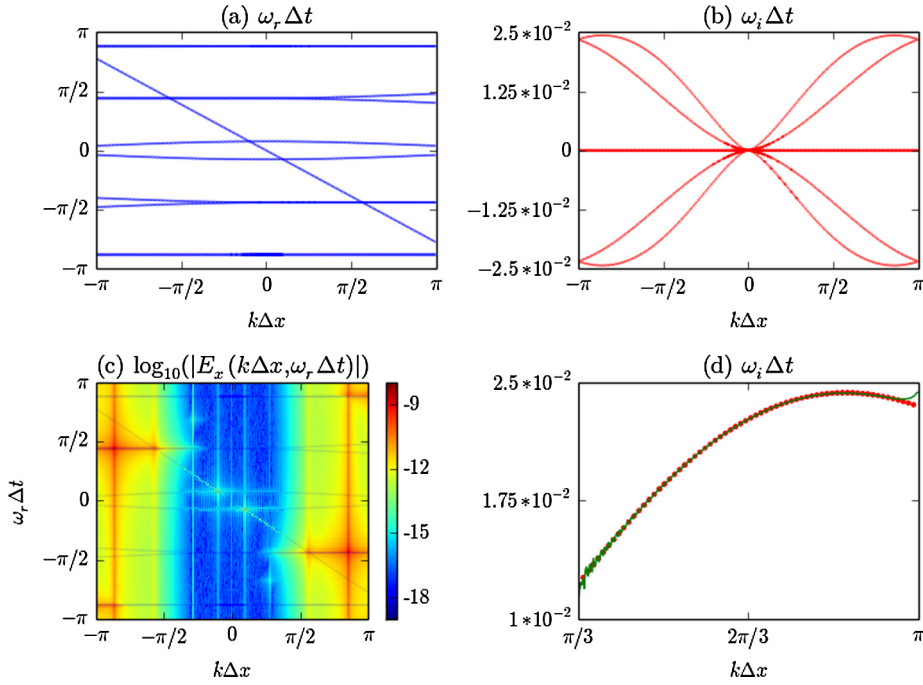 (a) ω_r Δt
π
π/2
0
−π/2
−π
−π
−π/2
0
π/2
π
kΔx
(b) ω_i Δt
2.5∗10^−2
1.25∗10^−2
0
−1.25∗10^−2
−2.5∗10^−2
−π
−π/2
0
π/2
π
kΔx
(c) log_10(|E_x (kΔx,ω_r Δt)|)
ω_r Δt
π
π/2
0
−π/2
−π
−π
−π/2
0
π/2
π
kΔx
-9
-12
-15
-18
(d) ω_i Δt
2.5∗10^−2
1.75∗10^−2
1∗10^−2
π/3
2π/3
π
kΔx